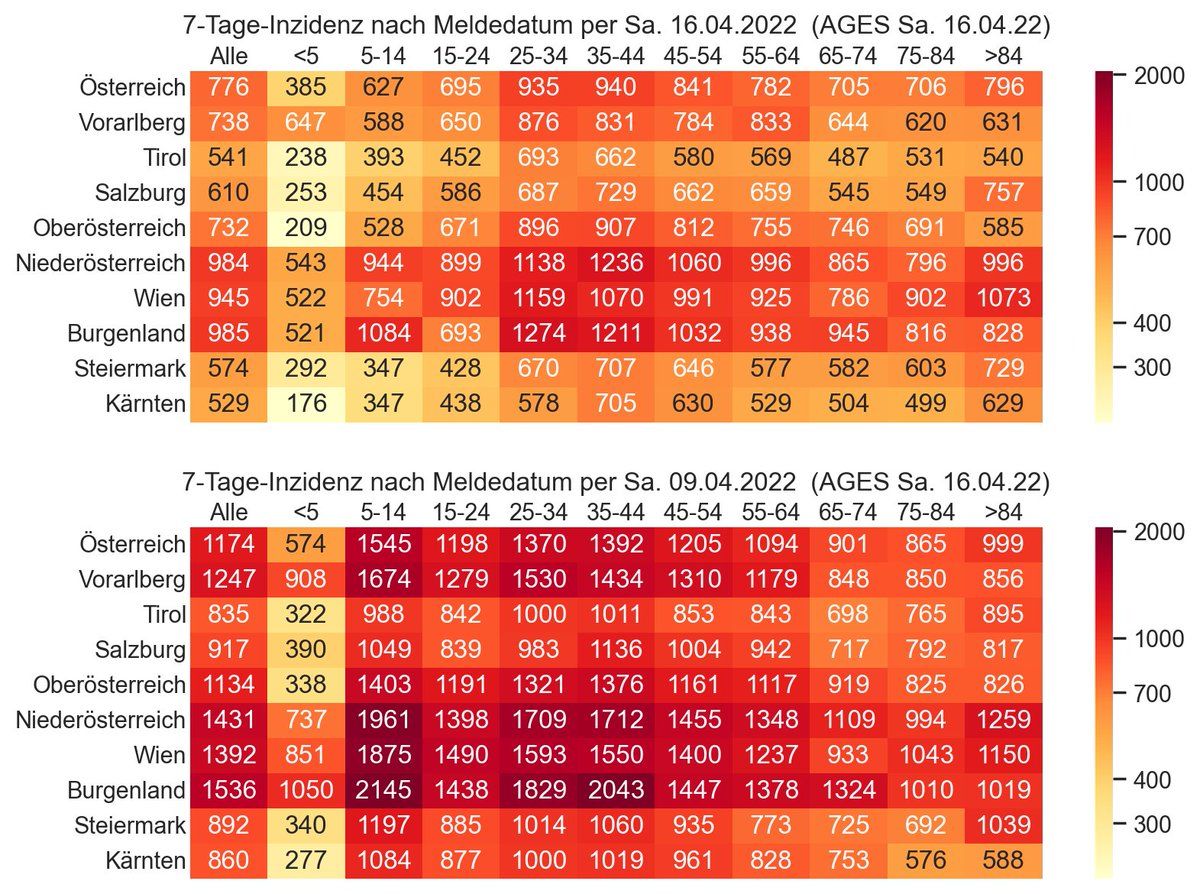 7-Tage-Inzidenz nach Meldedatum per Sa. 16.04.2022 (AGES Sa. 16.04.22)
Alle <5 5-14 15-24 25-34 35-44 45-54 55-64 65-74 75-84 >84
Österreich 776 385 627 695 935 940 841 782 705 706 796
Vorarlberg 738 647 588 650 876 831 784 833 644 620 631
Tirol 541 238 393 452 693 662 580 569 487 531 540
Salzburg 610 253 454 586 687 729 662 659 545 549 757
Oberösterreich 732 209 528 671 896 907 812 755 746 691 585
Niederösterreich 984 543 944 899 1138 1236 1060 996 865 796 996
Wien 945 522 754 902 1159 1070 991 925 786 902 1073
Burgenland 985 521 1084 693 1274 1211 1032 938 945 816 828
Steiermark 574 292 347 428 670 707 646 577 582 603 729
Kärnten 529 176 347 438 578 705 630 529 504 499 629
2000
1000
700
400
300
7-Tage-Inzidenz nach Meldedatum per Sa. 09.04.2022 (AGES Sa. 16.04.22)
Alle <5 5-14 15-24 25-34 35-44 45-54 55-64 65-74 75-84 >84
Österreich 1174 574 1545 1198 1370 1392 1205 1094 901 865 999
Vorarlberg 1247 908 1674 1279 1530 1434 1310 1179 848 850 856
Tirol 835 322 988 842 1000 1011 853 843 698 765 895
Salzburg 917 390 1049 839 983 1136 1004 942 717 792 817
Oberösterreich 1134 338 1403 1191 1321 1376 1161 1117 919 825 826
Niederösterreich 1431 737 1961 1398 1709 1712 1455 1348 1109 994 1259
Wien 1392 851 1875 1490 1593 1550 1400 1237 933 1043 1150
Burgenland 1536 1050 2145 1438 1829 2043 1447 1378 1324 1010 1019
Steiermark 892 340 1197 885 1014 1060 935 773 725 692 1039
Kärnten 860 277 1084 877 1000 1019 961 828 753 576 588
2000
1000
700
400
300